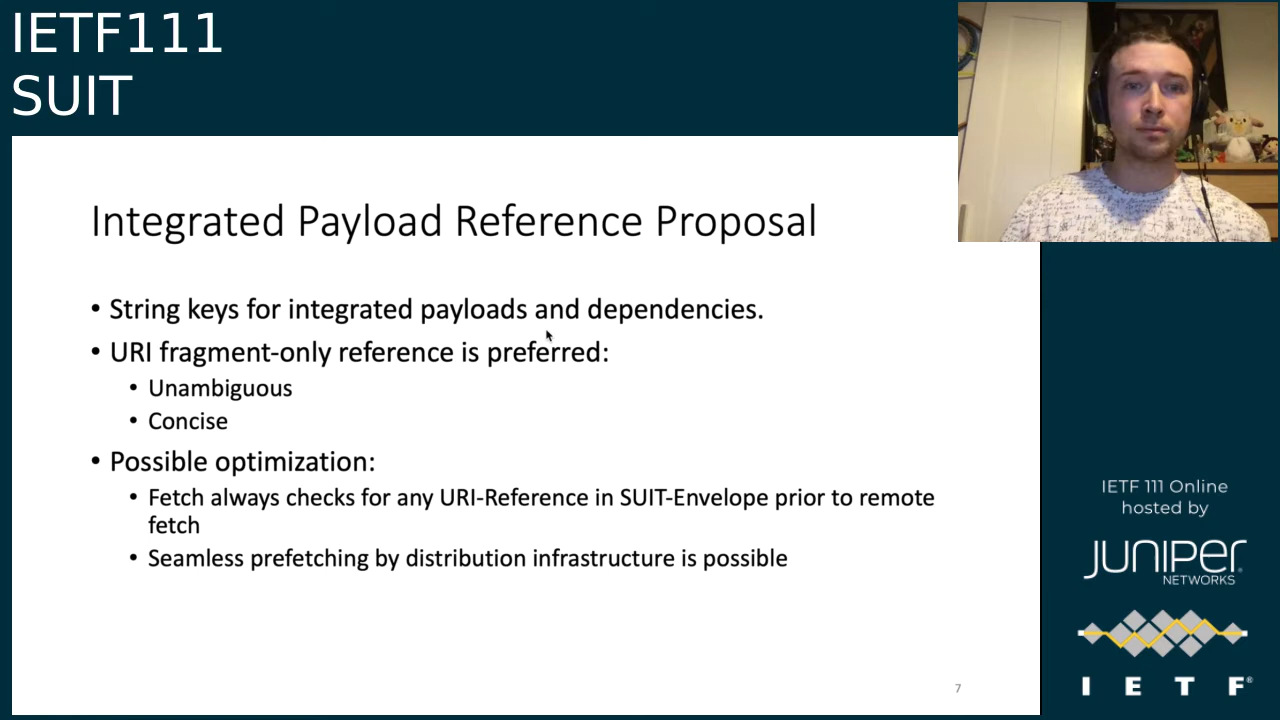 IETF111
SUIT
Integrated Payload Reference Proposal
• String keys for integrated payloads and dependencies.
• URI fragment-only reference is preferred:
• Unambiguous
• Concise
• Possible optimization:
• Fetch always checks for any URI-Reference in SUIT-Envelope prior to remote
fetch
• Seamless prefetching by distribution infrastructure is possible
7
IETF 111 Online
hosted by
JUNIPER
NETWORKS
I E T F®